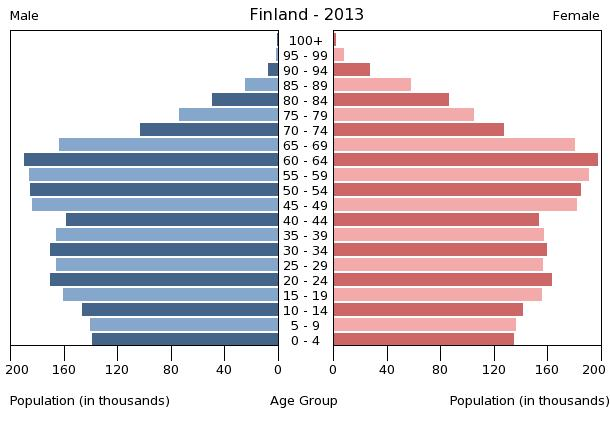 Finland - 2013
Male
Female
100+
95 - 99
90 - 94
85 - 89
80 - 84
75 - 79
70 - 74
65 - 69
60 - 64
55 - 59
50 - 54
45 - 49
40 - 44
35 - 39
30 - 34
25 - 29
20 - 24
15 - 19
10 - 14
5 - 9
0 - 4
200 160 120 80 40 0 0 40 80 120 160 200
Population (in thousands) Age Group Population (in thousands)